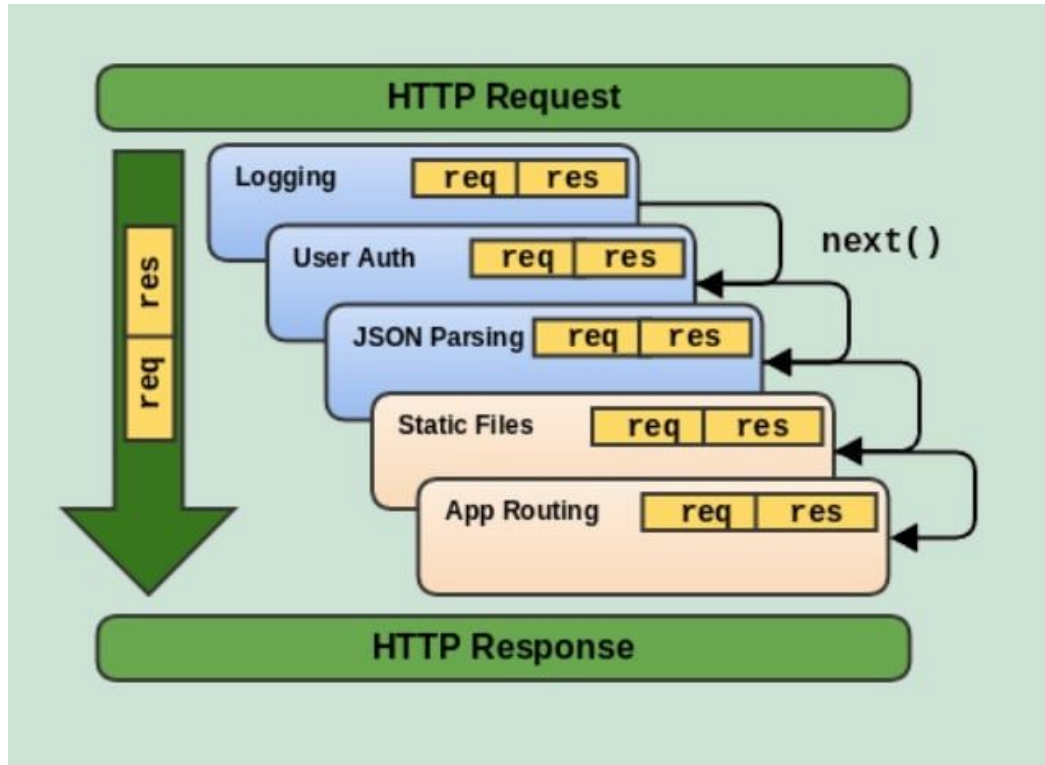 HTTP Request
Logging req res
next()
User Auth req res
res
JSON Parsing req res
req
Static Files req res
App Routing req res
HTTP Response